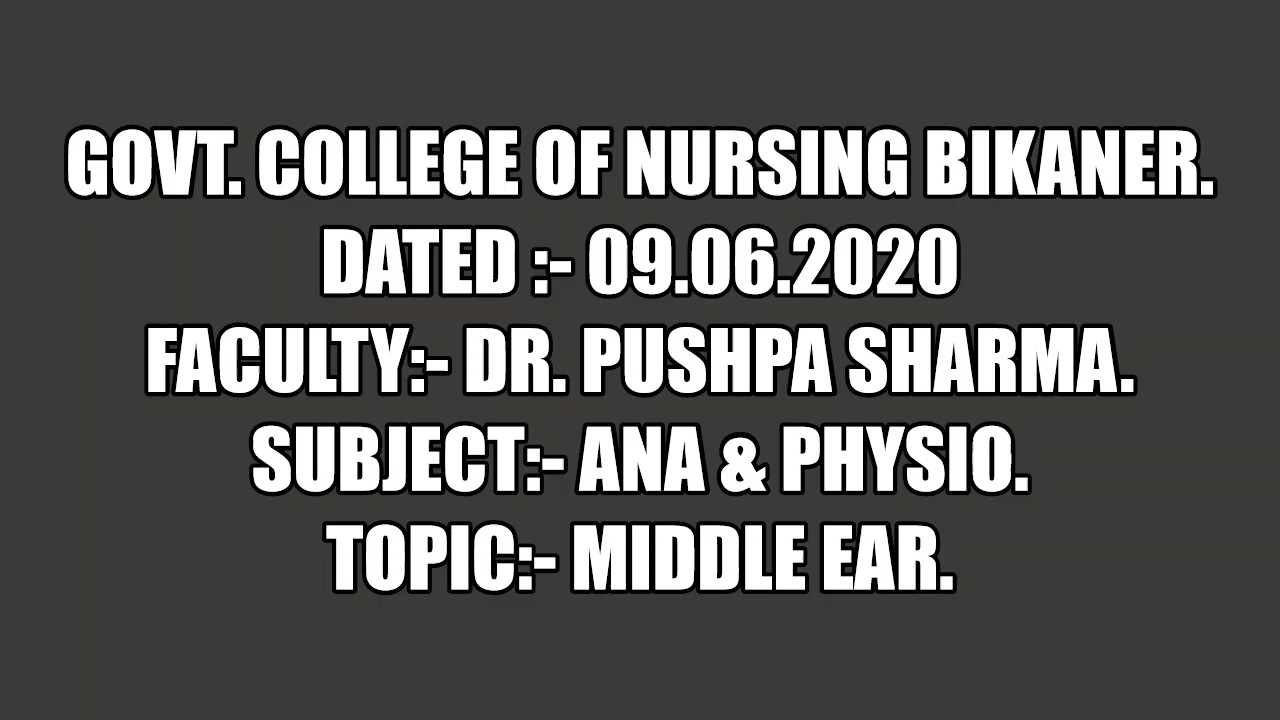 GOVT. COLLEGE OF NURSING BIKANER.
DATED :- 09.06.2020
FACULTY:- DR. PUSHPA SHARMA.
SUBJECT:- ANA & PHYSIO.
TOPIC:- MIDDLE EAR.